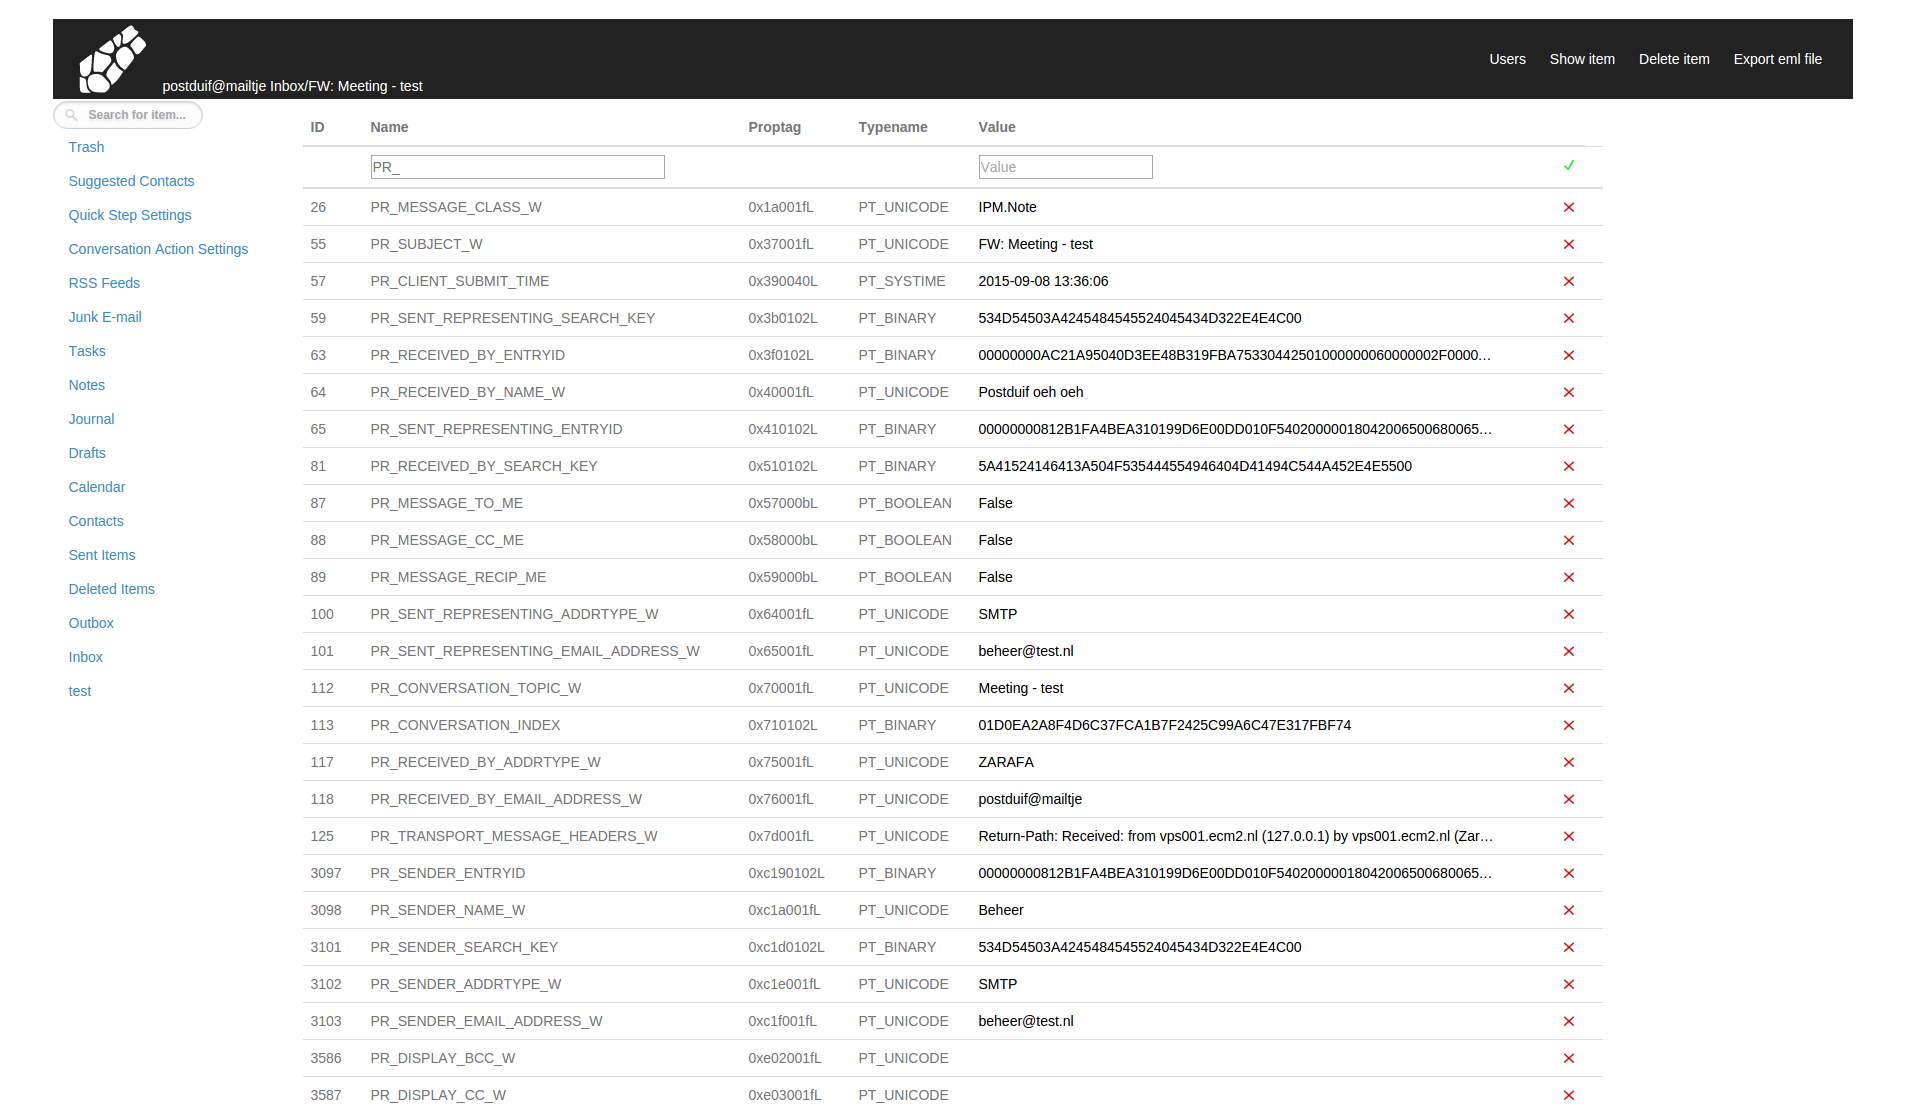 Users Show item Delete item Export eml file
postduif@mailtje Inbox/FW: Meeting - test
Search for item...
Trash
Suggested Contacts
Quick Step Settings
Conversation Action Settings
RSS Feeds
Junk E-mail
Tasks
Notes
Journal
Drafts
Calendar
Contacts
Sent Items
Deleted Items
Outbox
Inbox
test
ID Name Proptag Typename Value
PR_ Value
26 PR_MESSAGE_CLASS_W 0x1a001fL PT_UNICODE IPM.Note
55 PR_SUBJECT_W 0x37001fL PT_UNICODE FW: Meeting - test
57 PR_CLIENT_SUBMIT_TIME 0x390040L PT_SYSTIME 2015-09-08 13:36:06
59 PR_SENT_REPRESENTING_SEARCH_KEY 0x3b0102L PT_BINARY 534D54503A4245484545524045434D322E4E4C00
63 PR_RECEIVED_BY_ENTRYID 0x3f0102L PT_BINARY 00000000AC21A95040D3EE48B319FBA75330442501000000060000002F0000...
64 PR_RECEIVED_BY_NAME_W 0x40001fL PT_UNICODE Postduif oeh oeh
65 PR_SENT_REPRESENTING_ENTRYID 0x410102L PT_BINARY 00000000812B1FA4BEA310199D6E00DD010F54020000018042006500680065...
81 PR_RECEIVED_BY_SEARCH_KEY 0x510102L PT_BINARY 5A41524146413A504F535444554946404D41494C544A452E4E5500
87 PR_MESSAGE_TO_ME 0x57000bL PT_BOOLEAN False
88 PR_MESSAGE_CC_ME 0x58000bL PT_BOOLEAN False
89 PR_MESSAGE_RECIP_ME 0x59000bL PT_BOOLEAN False
100 PR_SENT_REPRESENTING_ADDRTYPE_W 0x64001fL PT_UNICODE SMTP
101 PR_SENT_REPRESENTING_EMAIL_ADDRESS_W 0x65001fL PT_UNICODE beheer@test.nl
112 PR_CONVERSATION_TOPIC_W 0x70001fL PT_UNICODE Meeting - test
113 PR_CONVERSATION_INDEX 0x710102L PT_BINARY 01D0EA2A8F4D6C37FCA1B7F2425C99A6C47E317FBF74
117 PR_RECEIVED_BY_ADDRTYPE_W 0x75001fL PT_UNICODE ZARAFA
118 PR_RECEIVED_BY_EMAIL_ADDRESS_W 0x76001fL PT_UNICODE postduif@mailtje
125 PR_TRANSPORT_MESSAGE_HEADERS_W 0x7d001fL PT_UNICODE Return-Path: Received: from vps001.ecm2.nl (127.0.0.1) by vps001.ecm2.nl (Zar...
3097 PR_SENDER_ENTRYID 0xc190102L PT_BINARY 00000000812B1FA4BEA310199D6E00DD010F54020000018042006500680065...
3098 PR_SENDER_NAME_W 0xc1a001fL PT_UNICODE Beheer
3101 PR_SENDER_SEARCH_KEY 0xc1d0102L PT_BINARY 534D54503A4245484545524045434D322E4E4C00
3102 PR_SENDER_ADDRTYPE_W 0xc1e001fL PT_UNICODE SMTP
3103 PR_SENDER_EMAIL_ADDRESS_W 0xc1f001fL PT_UNICODE beheer@test.nl
3586 PR_DISPLAY_BCC_W 0xe02001fL PT_UNICODE
3587 PR_DISPLAY_CC_W 0xe03001fL PT_UNICODE